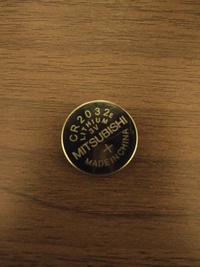 CR2032
LITHIUM
3V
MITSUBISHI
+
MADE IN CHINA